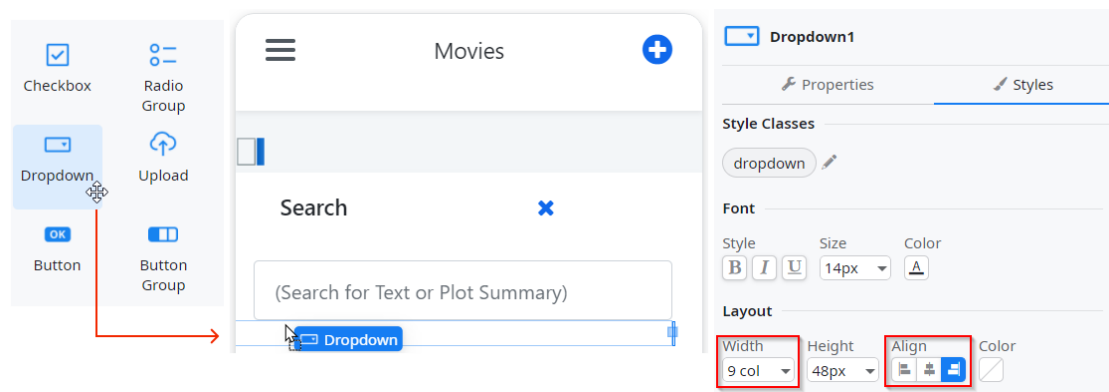 Checkbox
Radio
Group
Dropdown
Upload
OK
Button
Button
Group
Movies
Search
(Search for Text or Plot Summary)
Dropdown
Dropdown1
Properties
Styles
Style Classes
dropdown
Font
Style
Size
Color
B I U
14px
A
Layout
Width
Height
Align
Color
9 col
48px